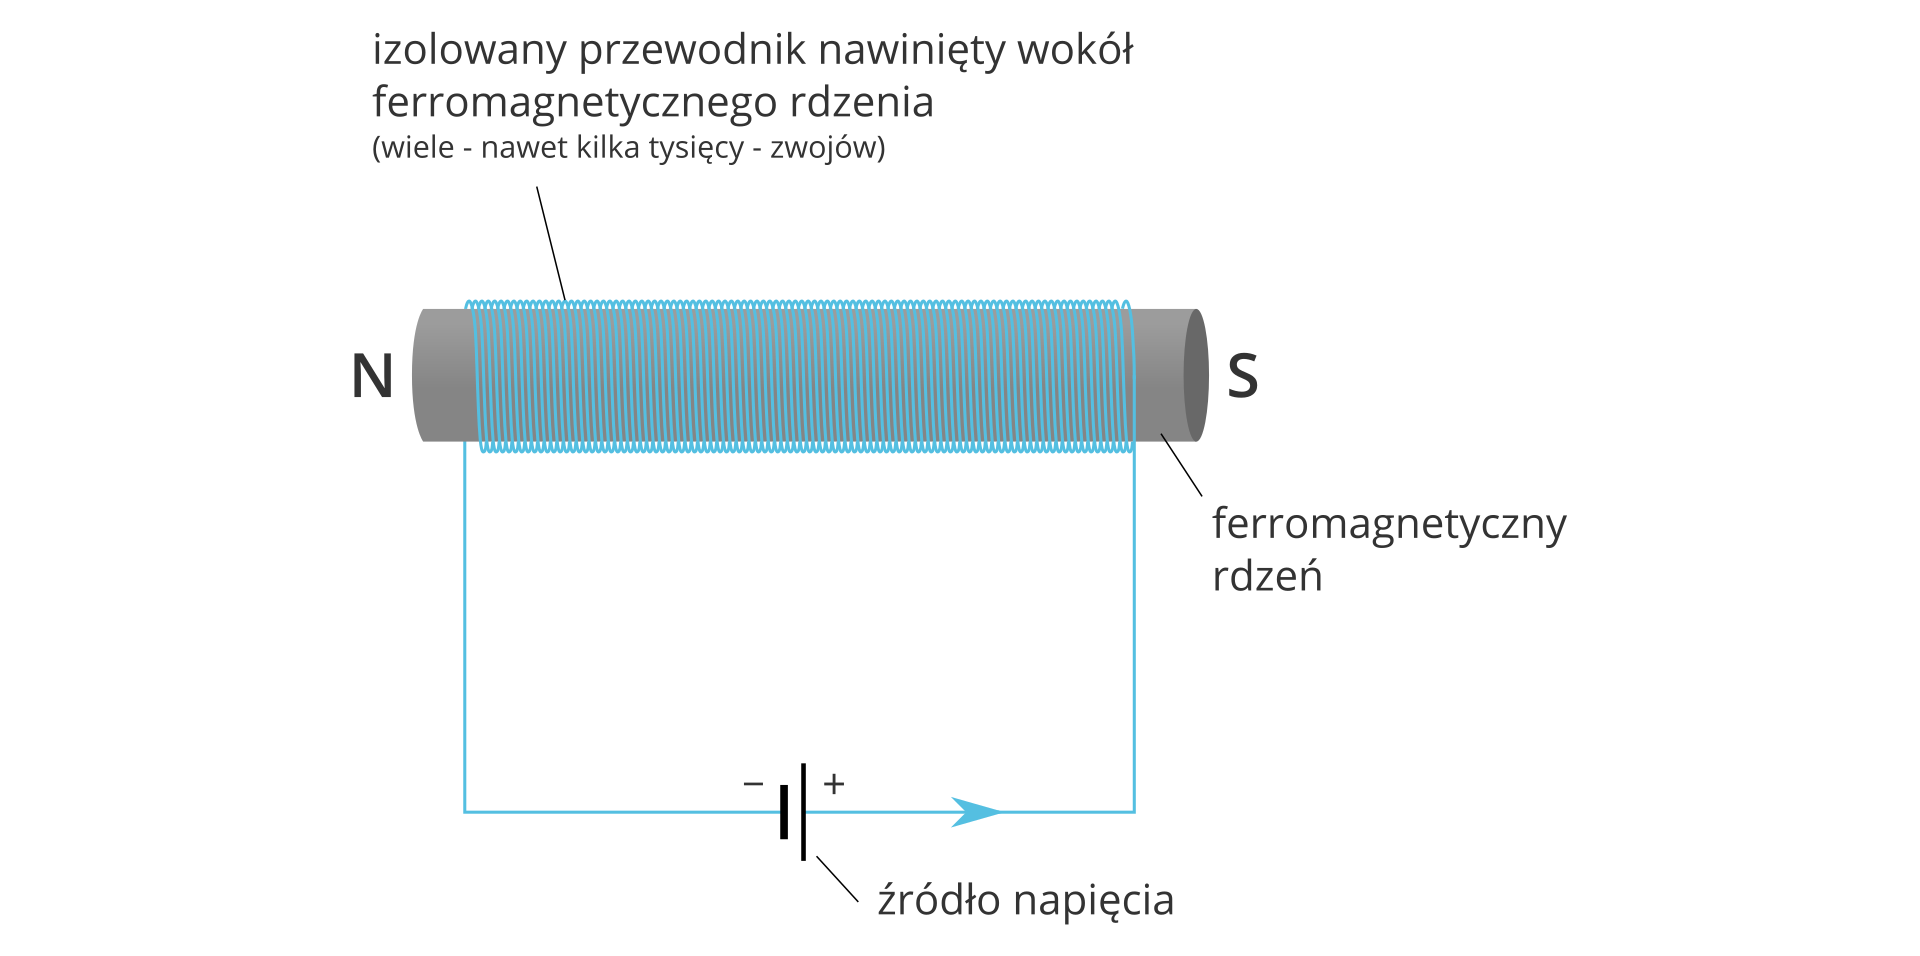 izolowany przewodnik nawinięty wokół
ferromagnetycznego rdzenia
(wiele - nawet kilka tysięcy - zwojów)
N
S
ferromagnetyczny
rdzeń
− +
źródło napięcia